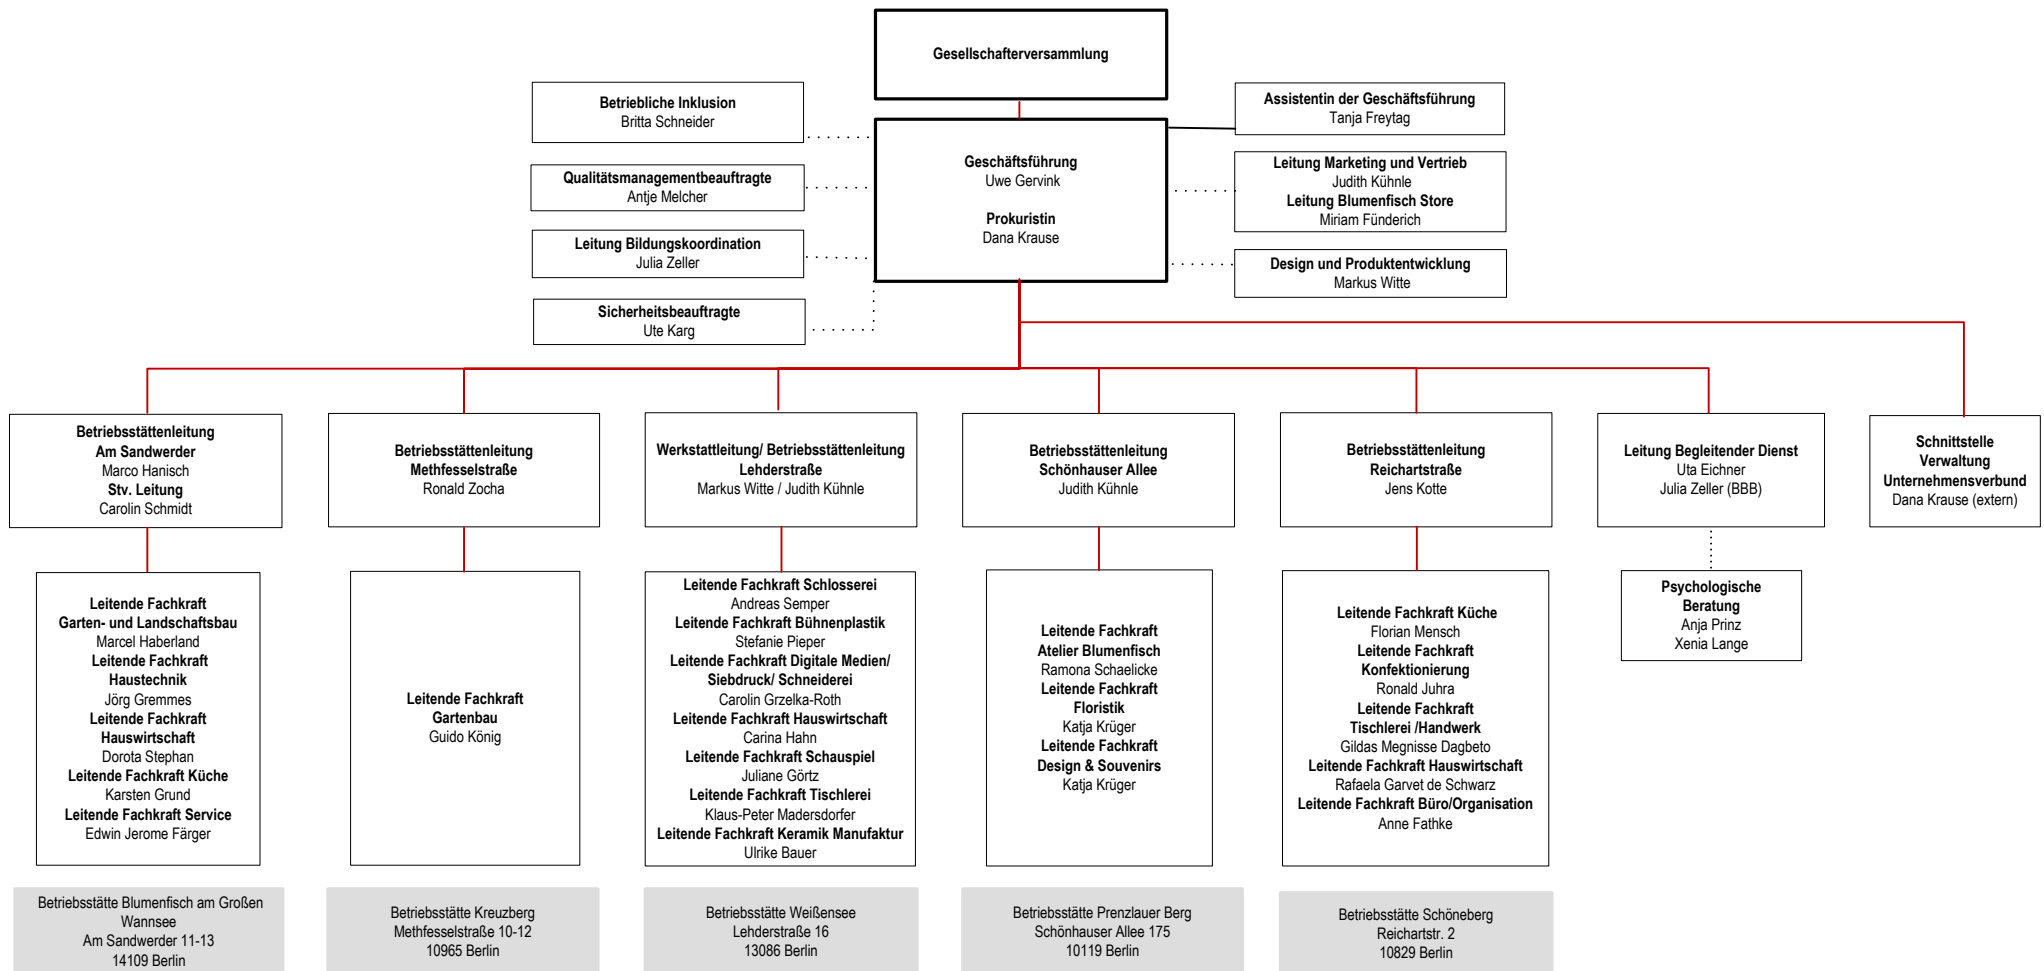 Gesellschafterversammlung
Betriebliche Inklusion
Britta Schneider
Assistentin der Geschäftsführung
Tanja Freytag
Qualitätsmanagementbeauftragte
Antje Melcher
Geschäftsführung
Uwe Gervink
Prokuristin
Dana Krause
Leitung Marketing und Vertrieb
Judith Kühnle
Leitung Blumenfisch Store
Miriam Fünderich
Leitung Bildungskoordination
Julia Zeller
Design und Produktentwicklung
Markus Witte
Sicherheitsbeauftragte
Ute Karg
Betriebsstättenleitung
Am Sandwerder
Marco Hanisch
Stv. Leitung
Carolin Schmidt
Betriebsstättenleitung
Methfesselstraße
Ronald Zocha
Werkstattleitung/ Betriebsstättenleitung
Lehderstraße
Markus Witte / Judith Kühnle
Betriebsstättenleitung
Schönhauser Allee
Judith Kühnle
Betriebsstättenleitung
Reichartstraße
Jens Kotte
Leitung Begleitender Dienst
Uta Eichner
Julia Zeller (BBB)
Schnittstelle
Verwaltung
Unternehmensverbund
Dana Krause (extern)
Leitende Fachkraft
Garten- und Landschaftsbau
Marcel Haberland
Leitende Fachkraft
Haustechnik
Jörg Gremmes
Leitende Fachkraft
Hauswirtschaft
Dorota Stephan
Leitende Fachkraft Küche
Karsten Grund
Leitende Fachkraft Service
Edwin Jerome Färger
Leitende Fachkraft
Gartenbau
Guido König
Leitende Fachkraft Schlosserei
Andreas Semper
Leitende Fachkraft Bühnenplastik
Stefanie Pieper
Leitende Fachkraft Digitale Medien/
Siebdruck/ Schneiderei
Carolin Grzelka-Roth
Leitende Fachkraft Hauswirtschaft
Carina Hahn
Leitende Fachkraft Schauspiel
Juliane Görtz
Leitende Fachkraft Tischlerei
Klaus-Peter Madersdorfer
Leitende Fachkraft Keramik Manufaktur
Ulrike Bauer
Leitende Fachkraft
Atelier Blumenfisch
Ramona Schaelicke
Leitende Fachkraft
Floristik
Katja Krüger
Leitende Fachkraft
Design & Souvenirs
Katja Krüger
Leitende Fachkraft Küche
Florian Mensch
Leitende Fachkraft
Konfektionierung
Ronald Juhra
Leitende Fachkraft
Tischlerei /Handwerk
Gildas Megnisse Dagbeto
Leitende Fachkraft Hauswirtschaft
Rafaela Garvet de Schwarz
Leitende Fachkraft Büro/Organisation
Anne Fathke
Psychologische
Beratung
Anja Prinz
Xenia Lange
Betriebsstätte Blumenfisch am Großen
Wannsee
Am Sandwerder 11-13
14109 Berlin
Betriebsstätte Kreuzberg
Methfesselstraße 10-12
10965 Berlin
Betriebsstätte Weißensee
Lehderstraße 16
13086 Berlin
Betriebsstätte Prenzlauer Berg
Schönhauser Allee 175
10119 Berlin
Betriebsstätte Schöneberg
Reichartstr. 2
10829 Berlin